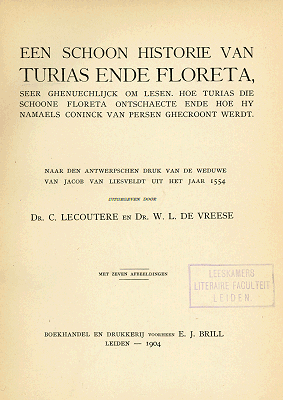 EEN SCHOON HISTORIE VAN
TURIAS ENDE FLORETA,
SEER GHENUECHLIJCK OM LESEN. HOE TURIAS DIE
SCHOONE FLORETA ONTSCHAECTE ENDE HOE HY
NAMAELS CONINCK VAN PERSEN GHECROONT WERDT.
NAAR DEN ANTWERPSCHEN DRUK VAN DE WEDUWE
VAN JACOB VAN LIESVELDT UIT HET JAAR 1554
UITGEGEVEN DOOR
DR. C. LECOUTERE EN DR. W. L. DE VREESE
MET ZEVEN AFBEELDINGEN
LEESKAMERS
LITERAIRE FACULTEIT
LEIDEN.
BOEKHANDEL EN DRUKKERIJ VOORHEEN E. J. BRILL
LEIDEN — 1904